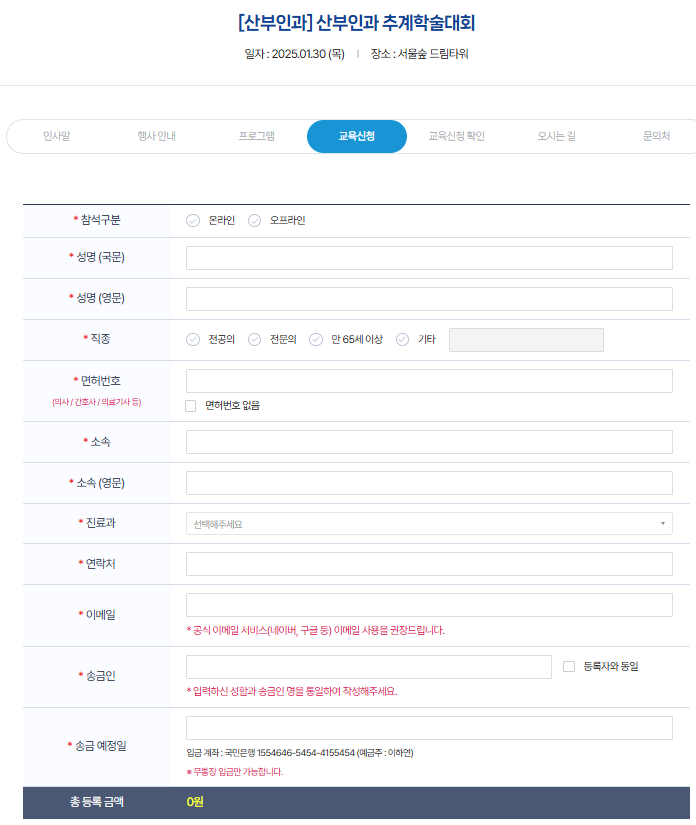 [산부인과] 산부인과 추계학술대회
일자 : 2025.01.30 (목) | 장소 : 서울숲 드림타워
인사말 행사 안내 프로그램 교육신청 교육신청 확인 오시는 길 문의처
* 참석구분 온라인 오프라인
* 성명 (국문)
* 성명 (영문)
* 직종 전공의 전문의 만 65세 이상 기타
* 면허번호
(의사 / 간호사 / 의료기사 등)
면허번호 없음
* 소속
* 소속 (영문)
* 진료과 선택해주세요
* 연락처
* 이메일
* 공식 이메일 서비스(네이버, 구글 등) 이메일 사용을 권장드립니다.
* 송금인 등록자와 동일
* 입력하신 성함과 송금인 명을 통일하여 작성해주세요.
* 송금 예정일
입금 계좌 : 국민은행 1554646-5454-4155454 (예금주 : 이하연)
※ 무통장 입금만 가능합니다.
총 등록 금액 0원